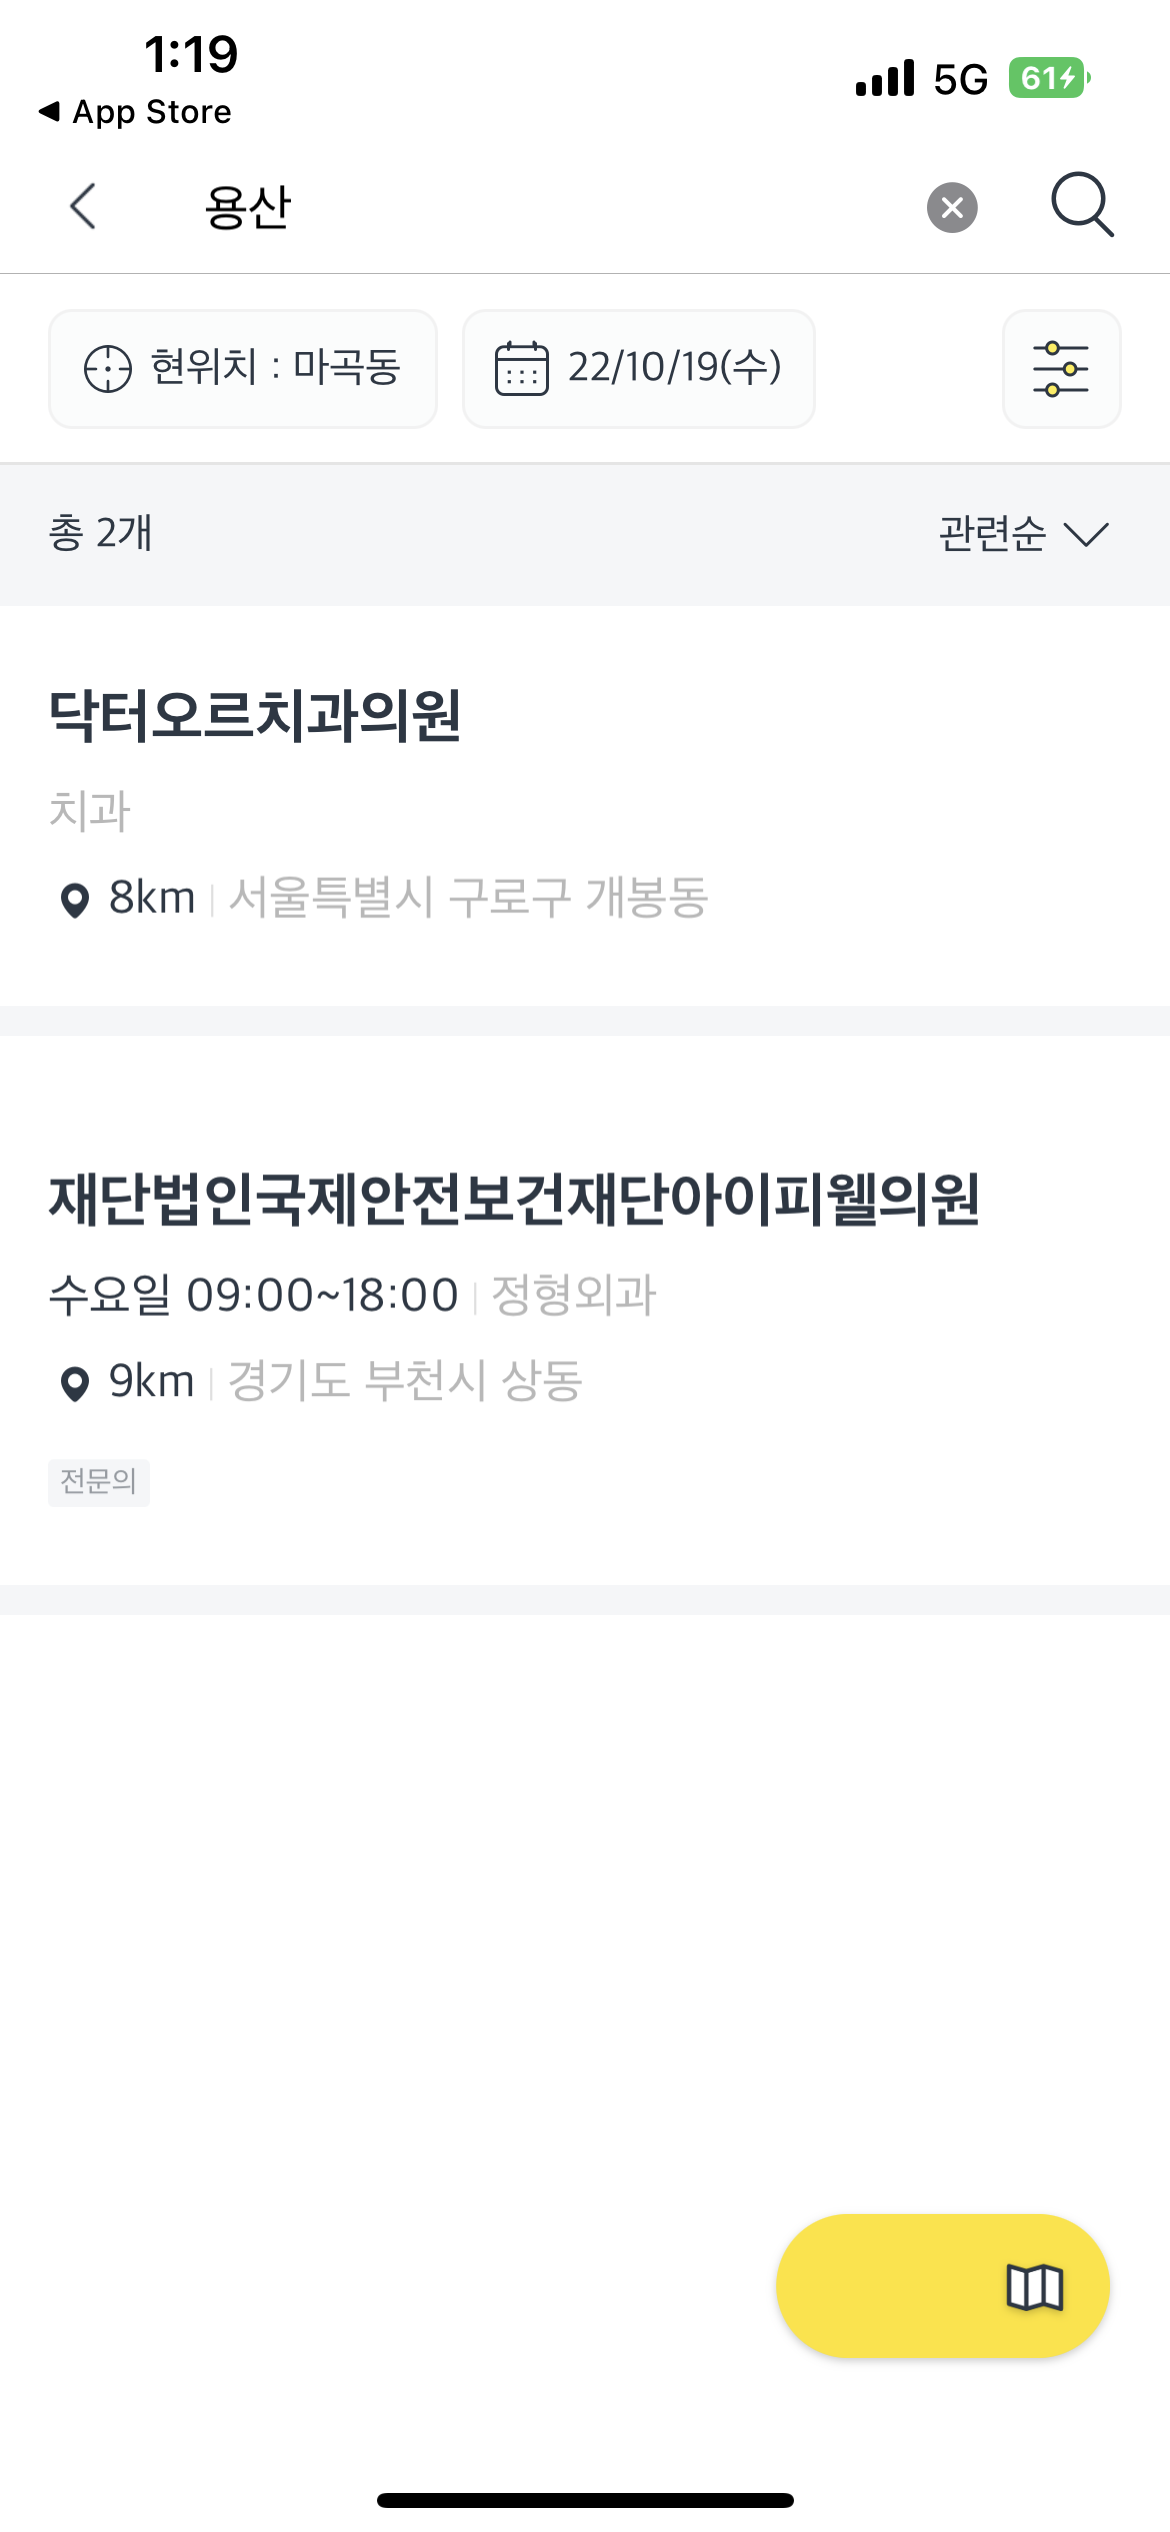 1:19
5G 61
◀ App Store
용산
현위치 : 마곡동
22/10/19(수)
총 2개
관련순
닥터오르치과의원
치과
8km | 서울특별시 구로구 개봉동
재단법인국제안전보건재단아이피웰의원
수요일 09:00~18:00 | 정형외과
9km | 경기도 부천시 상동
전문의